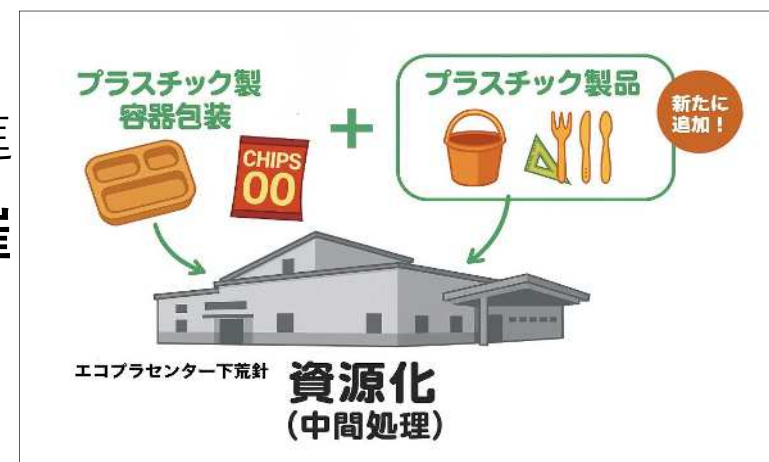 プラスチック製
容器包装
+
プラスチック製品
新たに
追加！
CHIPS
00
エコプラセンター下荒針
資源化
（中間処理）